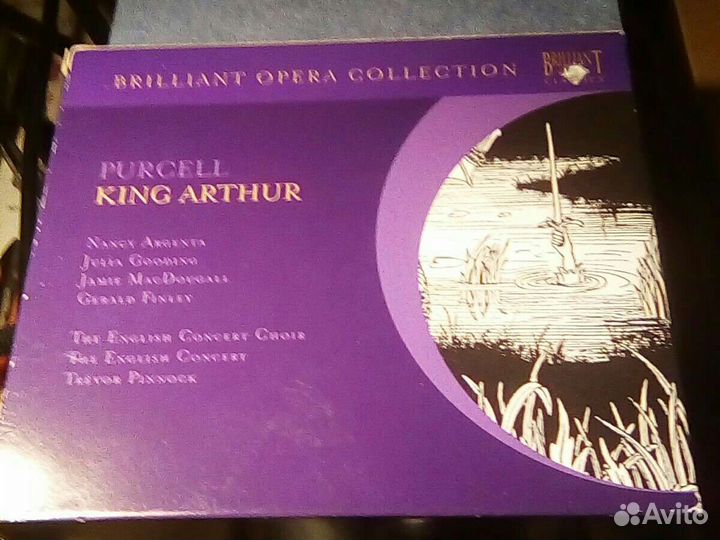 BRILLIANT OPERA COLLECTION
BRILLIANT
CLASSICS
PURCELL
KING ARTHUR
NANCY ARGENTA
JULIA GOODING
JAMIE MACDOUGALL
GERALD FINLEY
THE ENGLISH CONCERT CHOIR
THE ENGLISH CONCERT
TREVOR PINNOCK
Avito